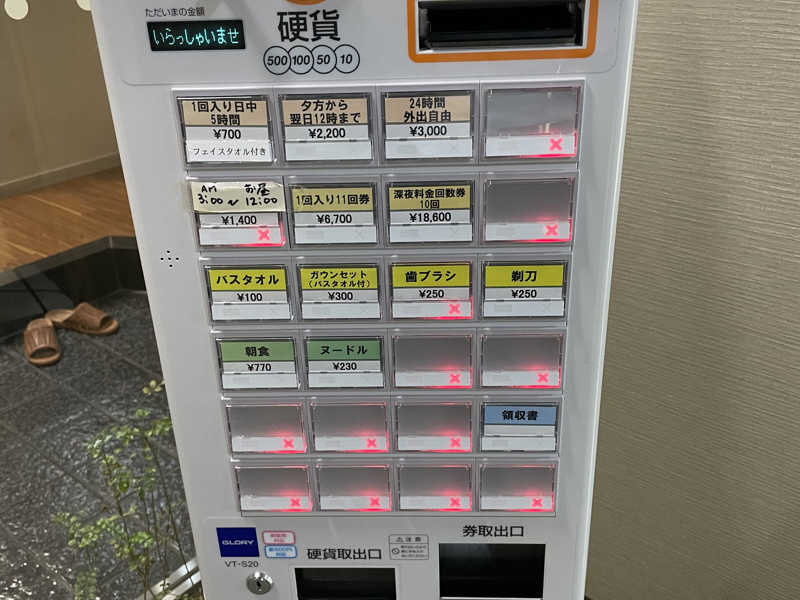 ただいまの金額
いらっしゃいませ
硬貨
500 100 50 10
1回入り日中
5時間
¥700
フェイスタオル付き
夕方から
翌日12時まで
¥2,200
24時間
外出自由
¥3,000
AM お昼
3:00~12:00
¥1,400
1回入り11回券
¥6,700
深夜料金回数券
10回
¥18,600
バスタオル
¥100
ガウンセット
(バスタオル付)
¥300
歯ブラシ
¥250
剃刀
¥250
朝食
¥770
ヌードル
¥230
領収書
GLORY
VT-S20
硬貨取出口
注意
券取出口